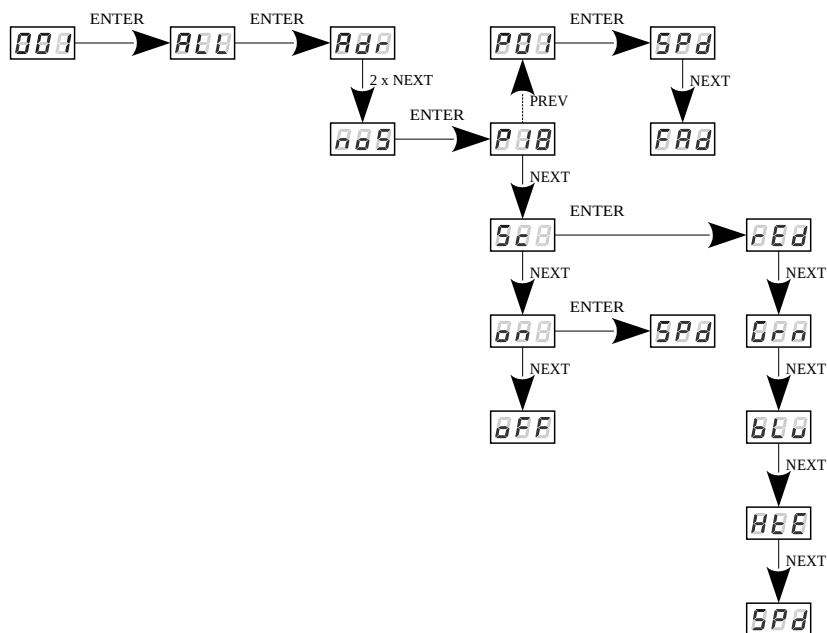 ENTER
ENTER
ENTER
001
ALL
Adr
P01
SPd
2 x NEXT
NEXT
PREV
ENTER
noS
P18
FAd
NEXT
ENTER
Sc
rEd
NEXT
NEXT
ENTER
on
SPd
Grn
NEXT
NEXT
oFF
bLu
NEXT
HtE
NEXT
SPd